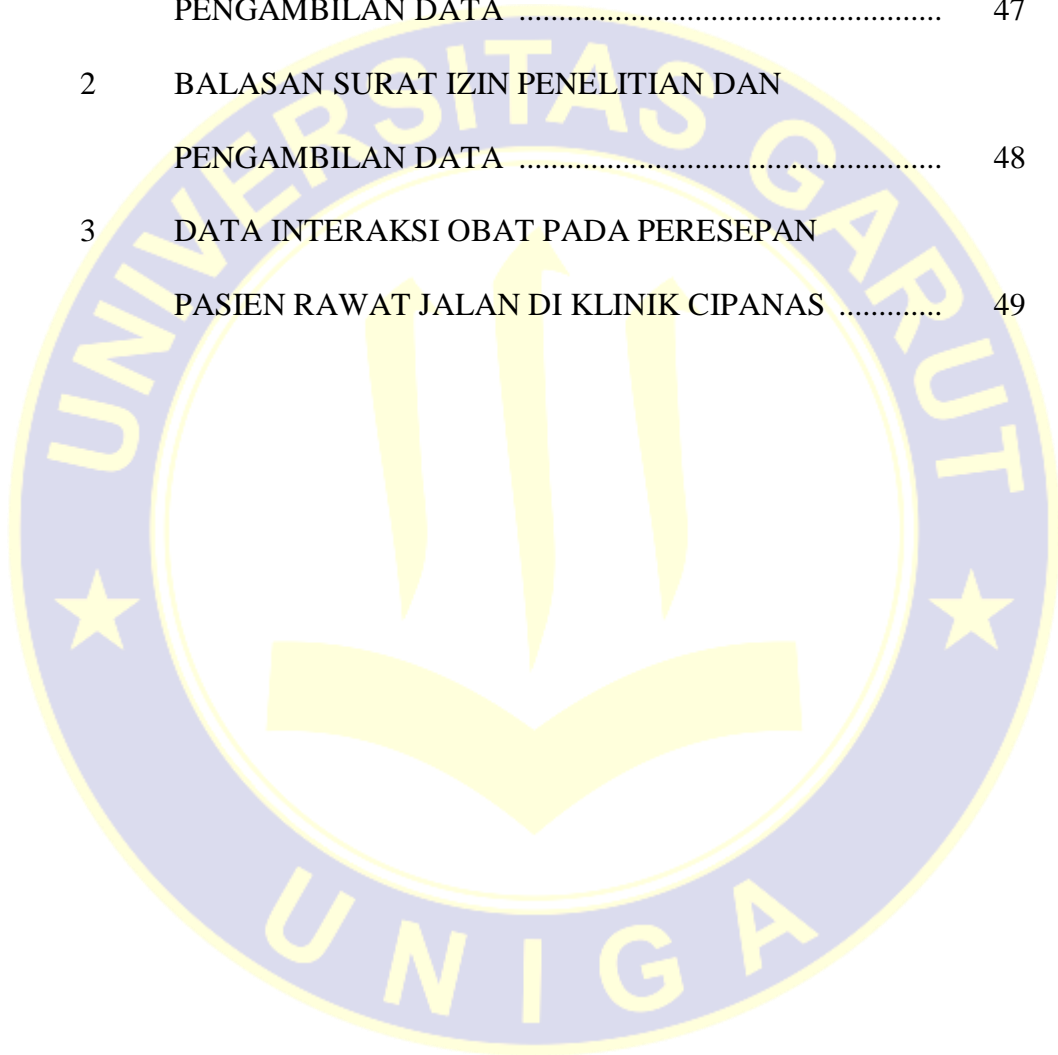 PENGAMBILAN DATA ................................................................ 47
2 BALASAN SURAT IZIN PENELITIAN DAN
PENGAMBILAN DATA ................................................................ 48
3 DATA INTERAKSI OBAT PADA PERESEPAN
PASIEN RAWAT JALAN DI KLINIK CIPANAS ............. 49
UNIVERSITAS GARUT
UNIGA